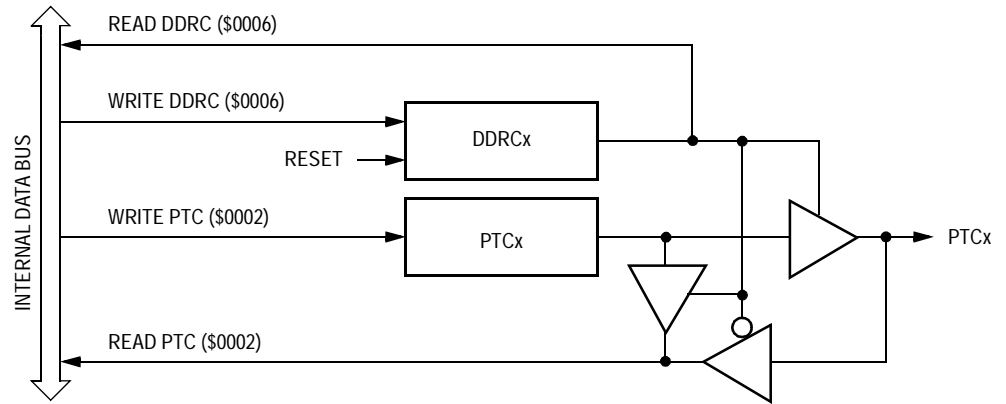 READ DDRC ($0006)
WRITE DDRC ($0006)
DDRCx
RESET
INTERNAL DATA BUS
WRITE PTC ($0002)
PTCx
PTCx
READ PTC ($0002)